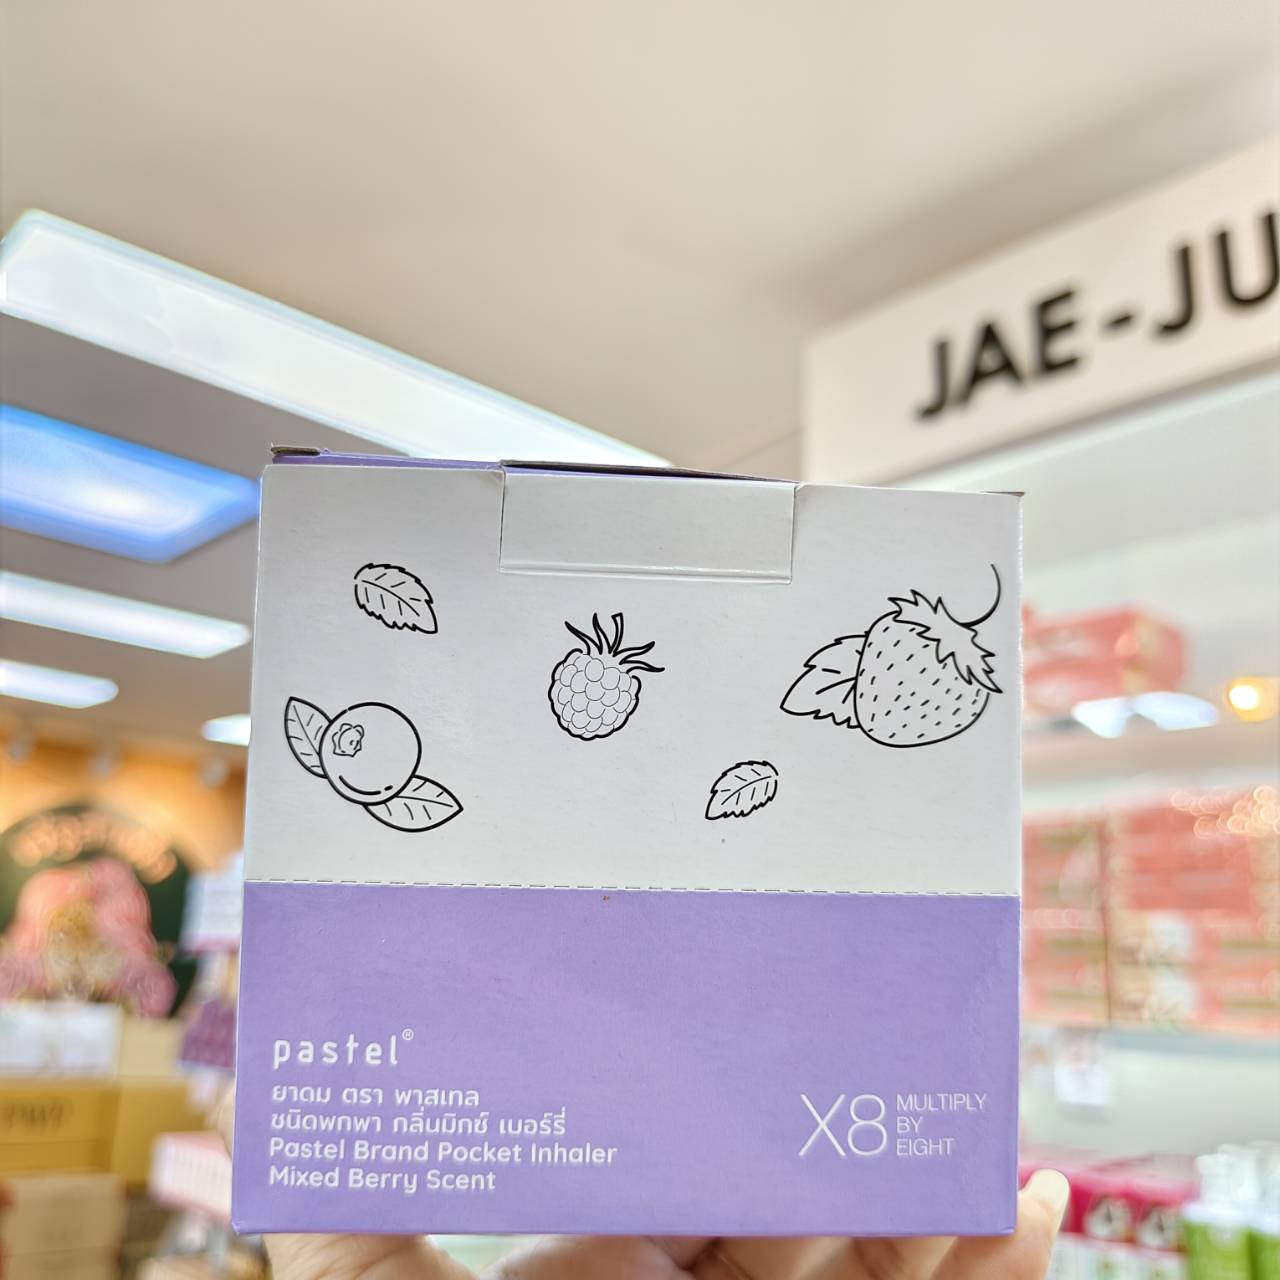 JAE-JU
pastel®
ยาดม ตรา พาสเทล
ชนิดพกพา กลิ่นมิกซ์ เบอร์รี่
Pastel Brand Pocket Inhaler
Mixed Berry Scent
X8 MULTIPLY
BY
EIGHT